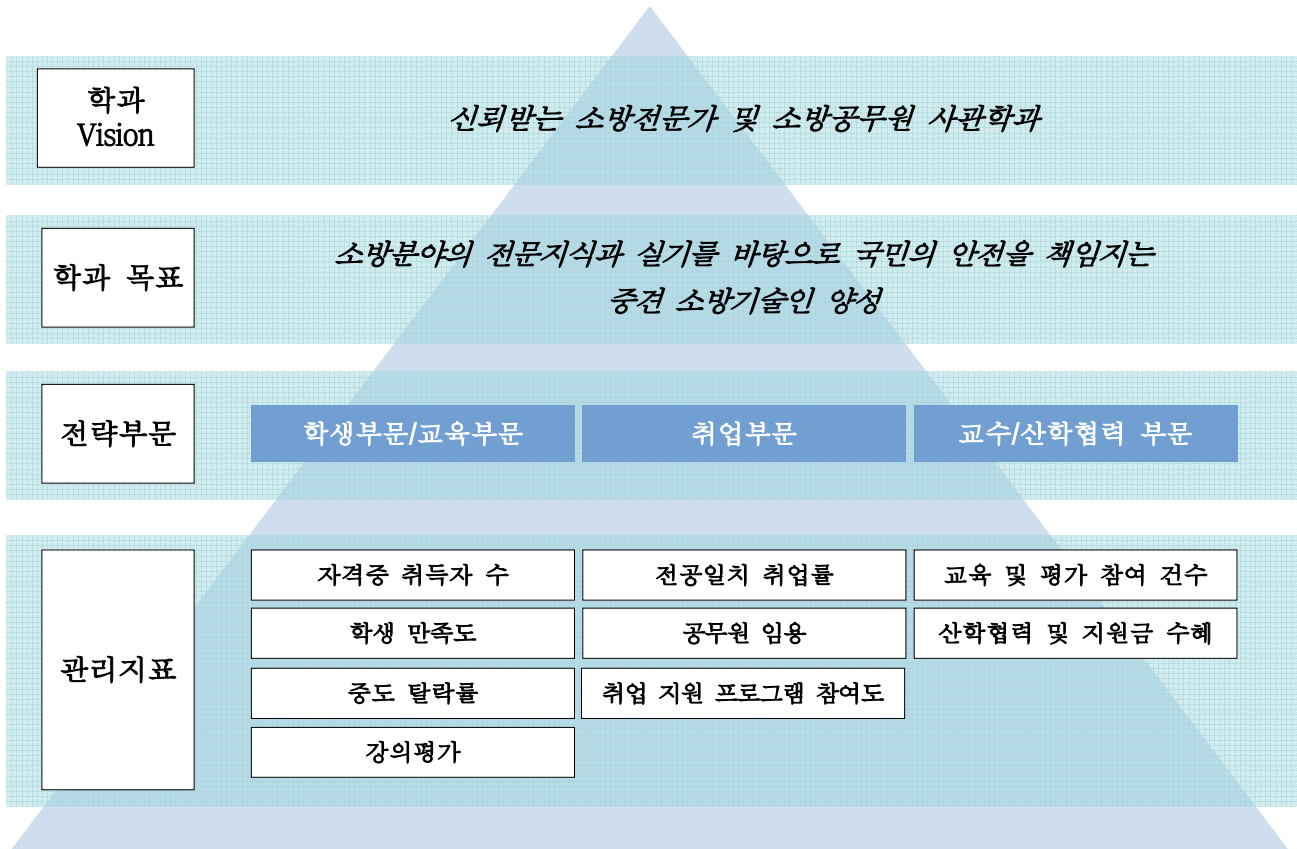 학과
Vision
신뢰받는 소방전문가 및 소방공무원 사관학과
학과 목표
소방분야의 전문지식과 실기를 바탕으로 국민의 안전을 책임지는
중견 소방기술인 양성
전략부문
학생부문/교육부문
취업부문
교수/산학협력 부문
관리지표
자격증 취득자 수
전공일치 취업률
교육 및 평가 참여 건수
학생 만족도
공무원 임용
산학협력 및 지원금 수혜
중도 탈락률
취업 지원 프로그램 참여도
강의평가